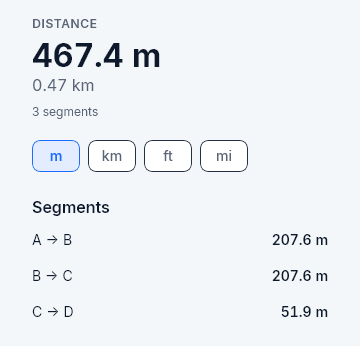 DISTANCE
467.4 m
0.47 km
3 segments
m km ft mi
Segments
A → B 207.6 m
B → C 207.6 m
C → D 51.9 m